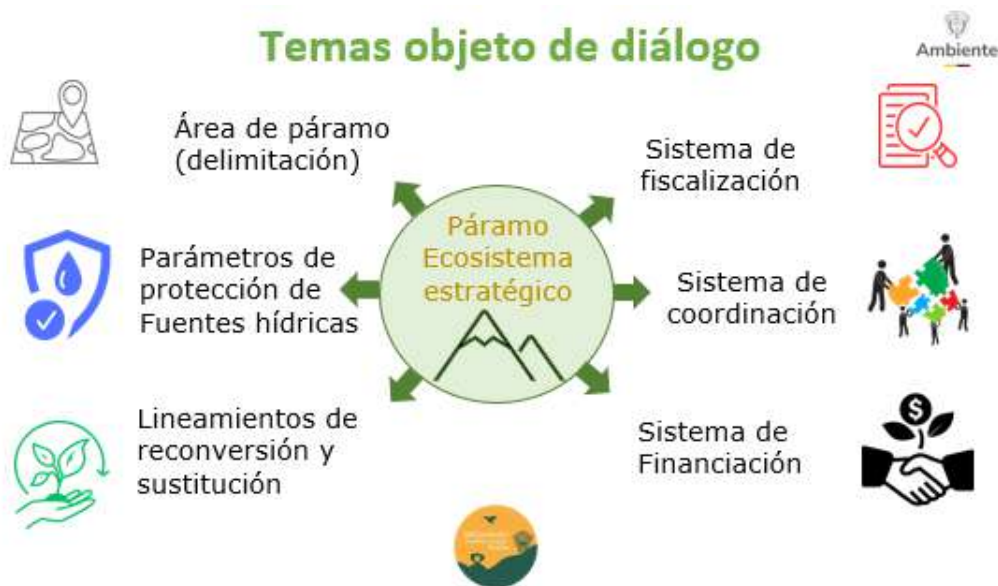 Temas objeto de diálogo
Ambiente
Área de páramo
(delimitación)
Parámetros de
protección de
Fuentes hídricas
Lineamientos de
reconversión y
sustitución
Páramo
Ecosistema
estratégico
Sistema de
fiscalización
Sistema de
coordinación
Sistema de
Financiación
$